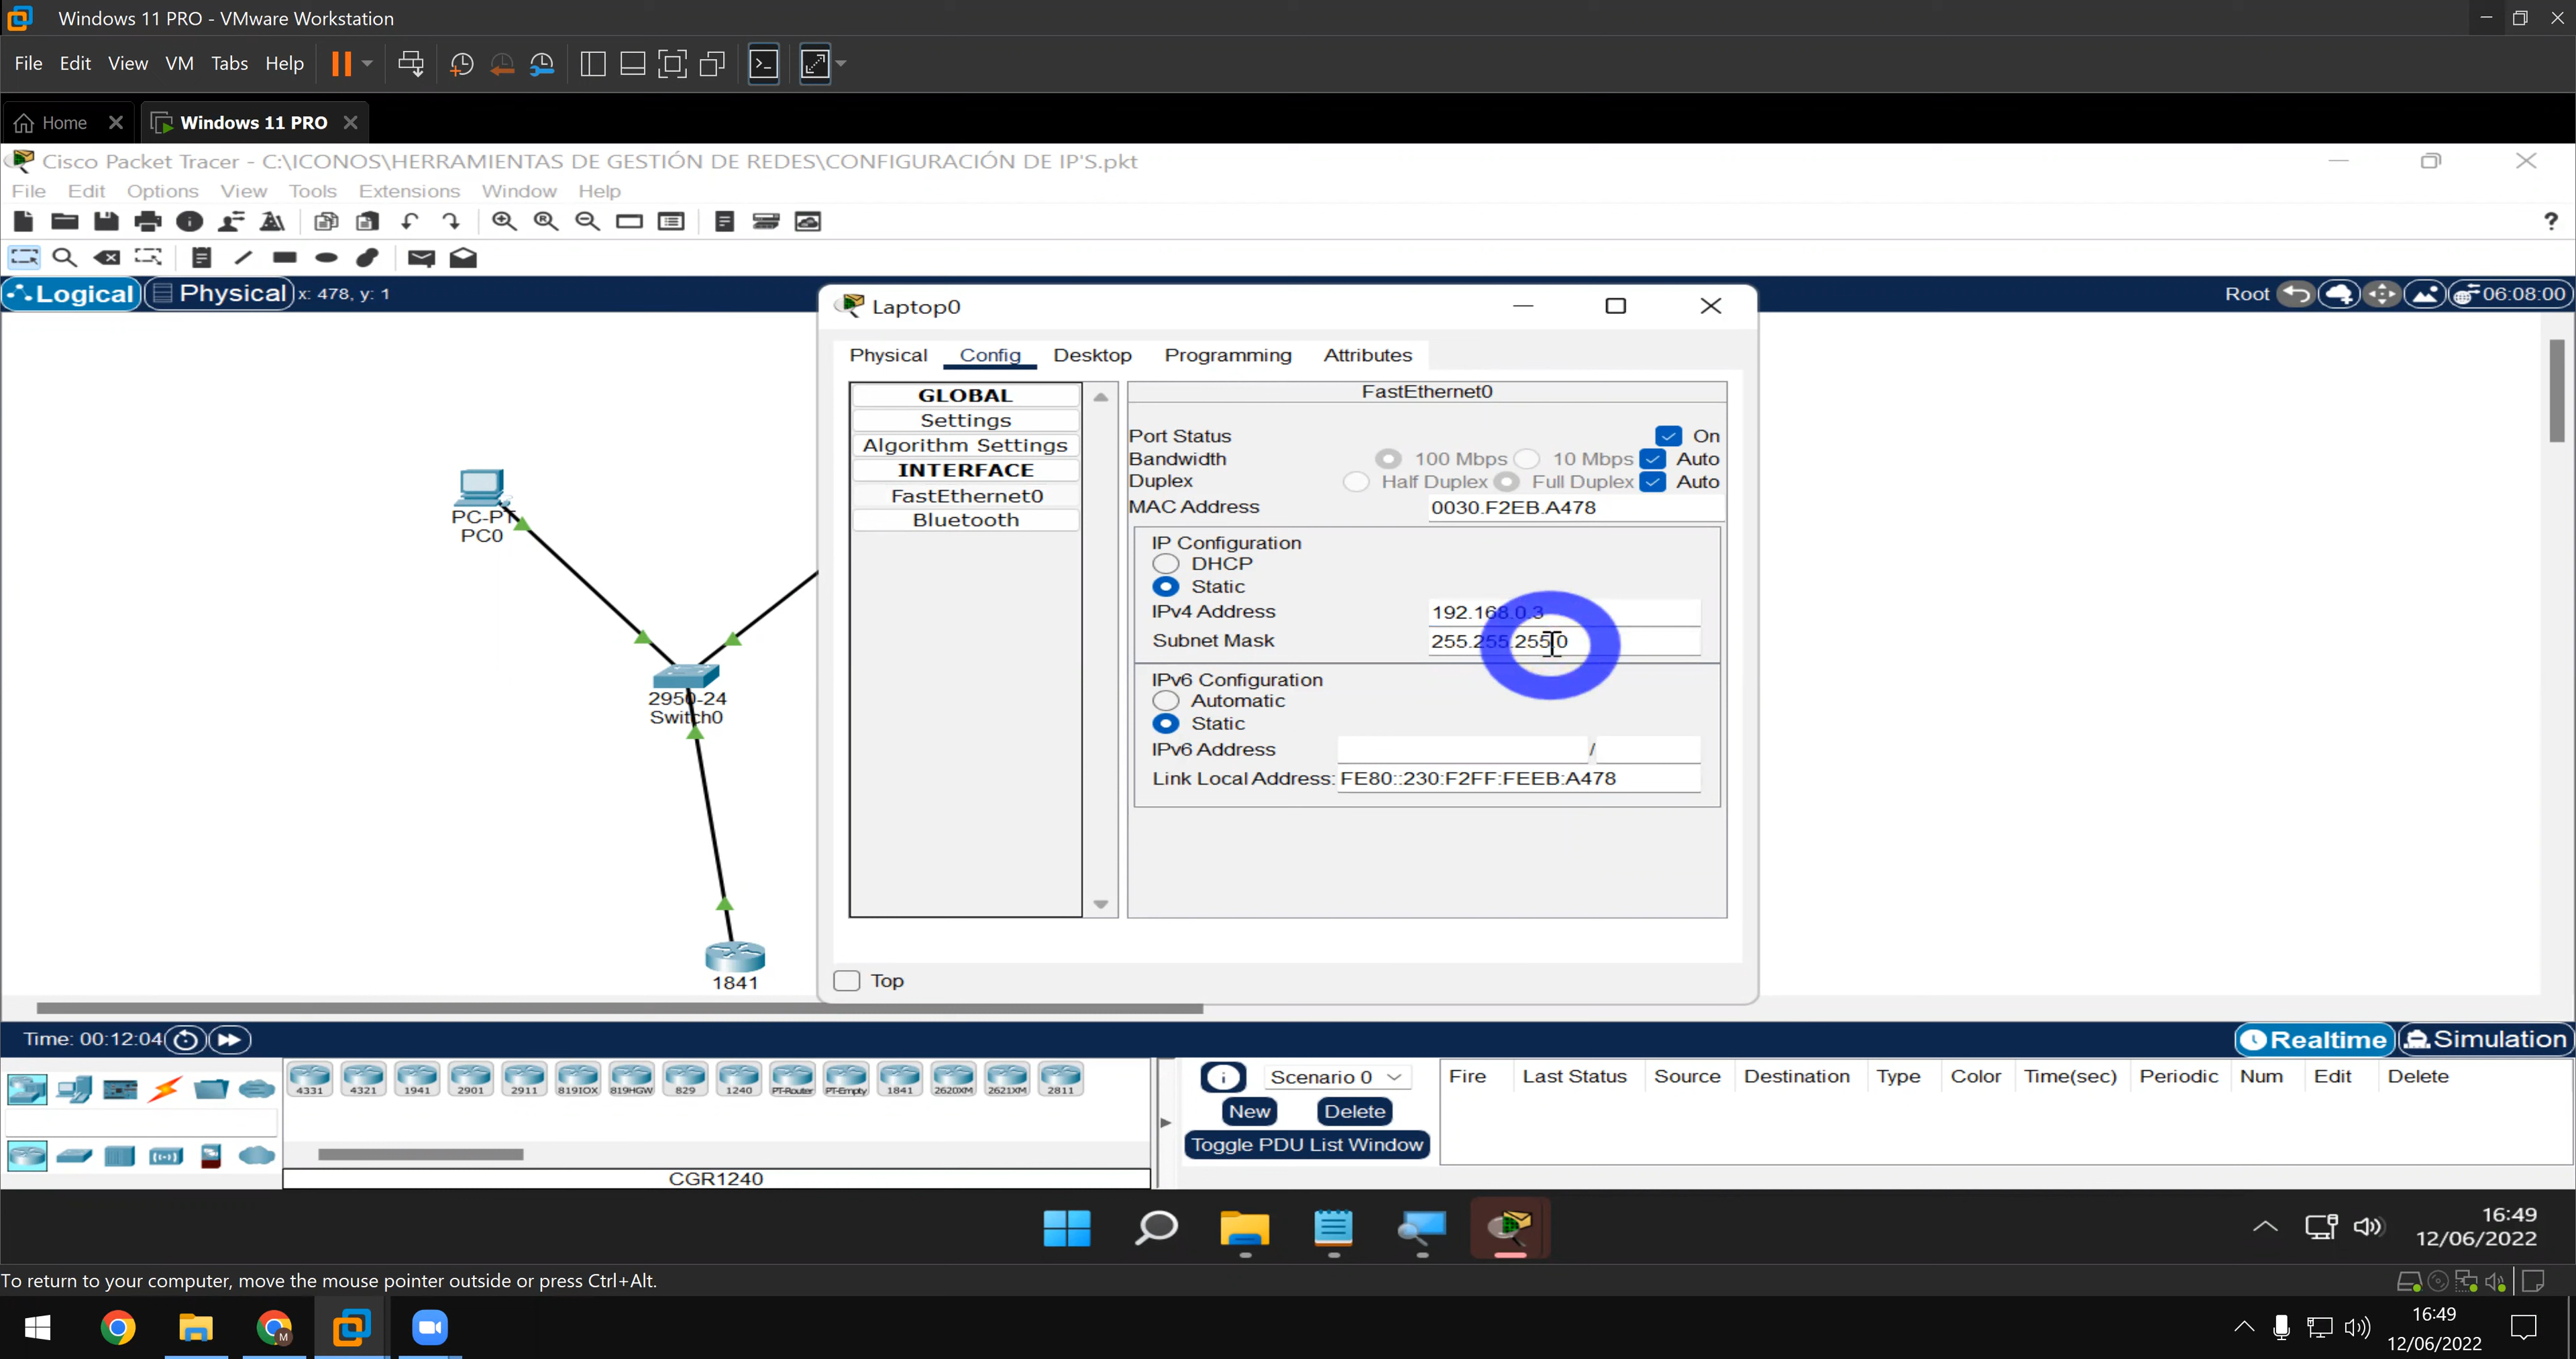 Windows 11 PRO - VMware Workstation
File Edit View VM Tabs Help
Home Windows 11 PRO
Cisco Packet Tracer - C:\ICONOS\HERRAMIENTAS DE GESTIÓN DE REDES\CONFIGURACIÓN DE IP'S.pkt
File Edit Options View Tools Extensions Window Help
?
Logical Physical x: 478, y: 1 Root 06:08:00
PC-PT
PC0
2950-24
Switch0
1841
Laptop0
Physical Config Desktop Programming Attributes
GLOBAL
Settings
Algorithm Settings
INTERFACE
FastEthernet0
Bluetooth
FastEthernet0
Port Status On
Bandwidth 100 Mbps 10 Mbps Auto
Duplex Half Duplex Full Duplex Auto
MAC Address 0030.F2EB.A478
IP Configuration
DHCP
Static
IPv4 Address 192.168.0.3
Subnet Mask 255.255.255.0
IPv6 Configuration
Automatic
Static
IPv6 Address /
Link Local Address: FE80::230:F2FF:FEEB:A478
Top
Time: 00:12:04 Realtime Simulation
4331 4321 1941 2901 2911 819IOX 819HGW 829 1240 PT-Router PT-Empty 1841 2620XM 2621XM 2811
CGR1240
Scenario 0
New Delete
Toggle PDU List Window
Fire Last Status Source Destination Type Color Time(sec) Periodic Num Edit Delete
16:49
12/06/2022
To return to your computer, move the mouse pointer outside or press Ctrl+Alt.
M
16:49
12/06/2022